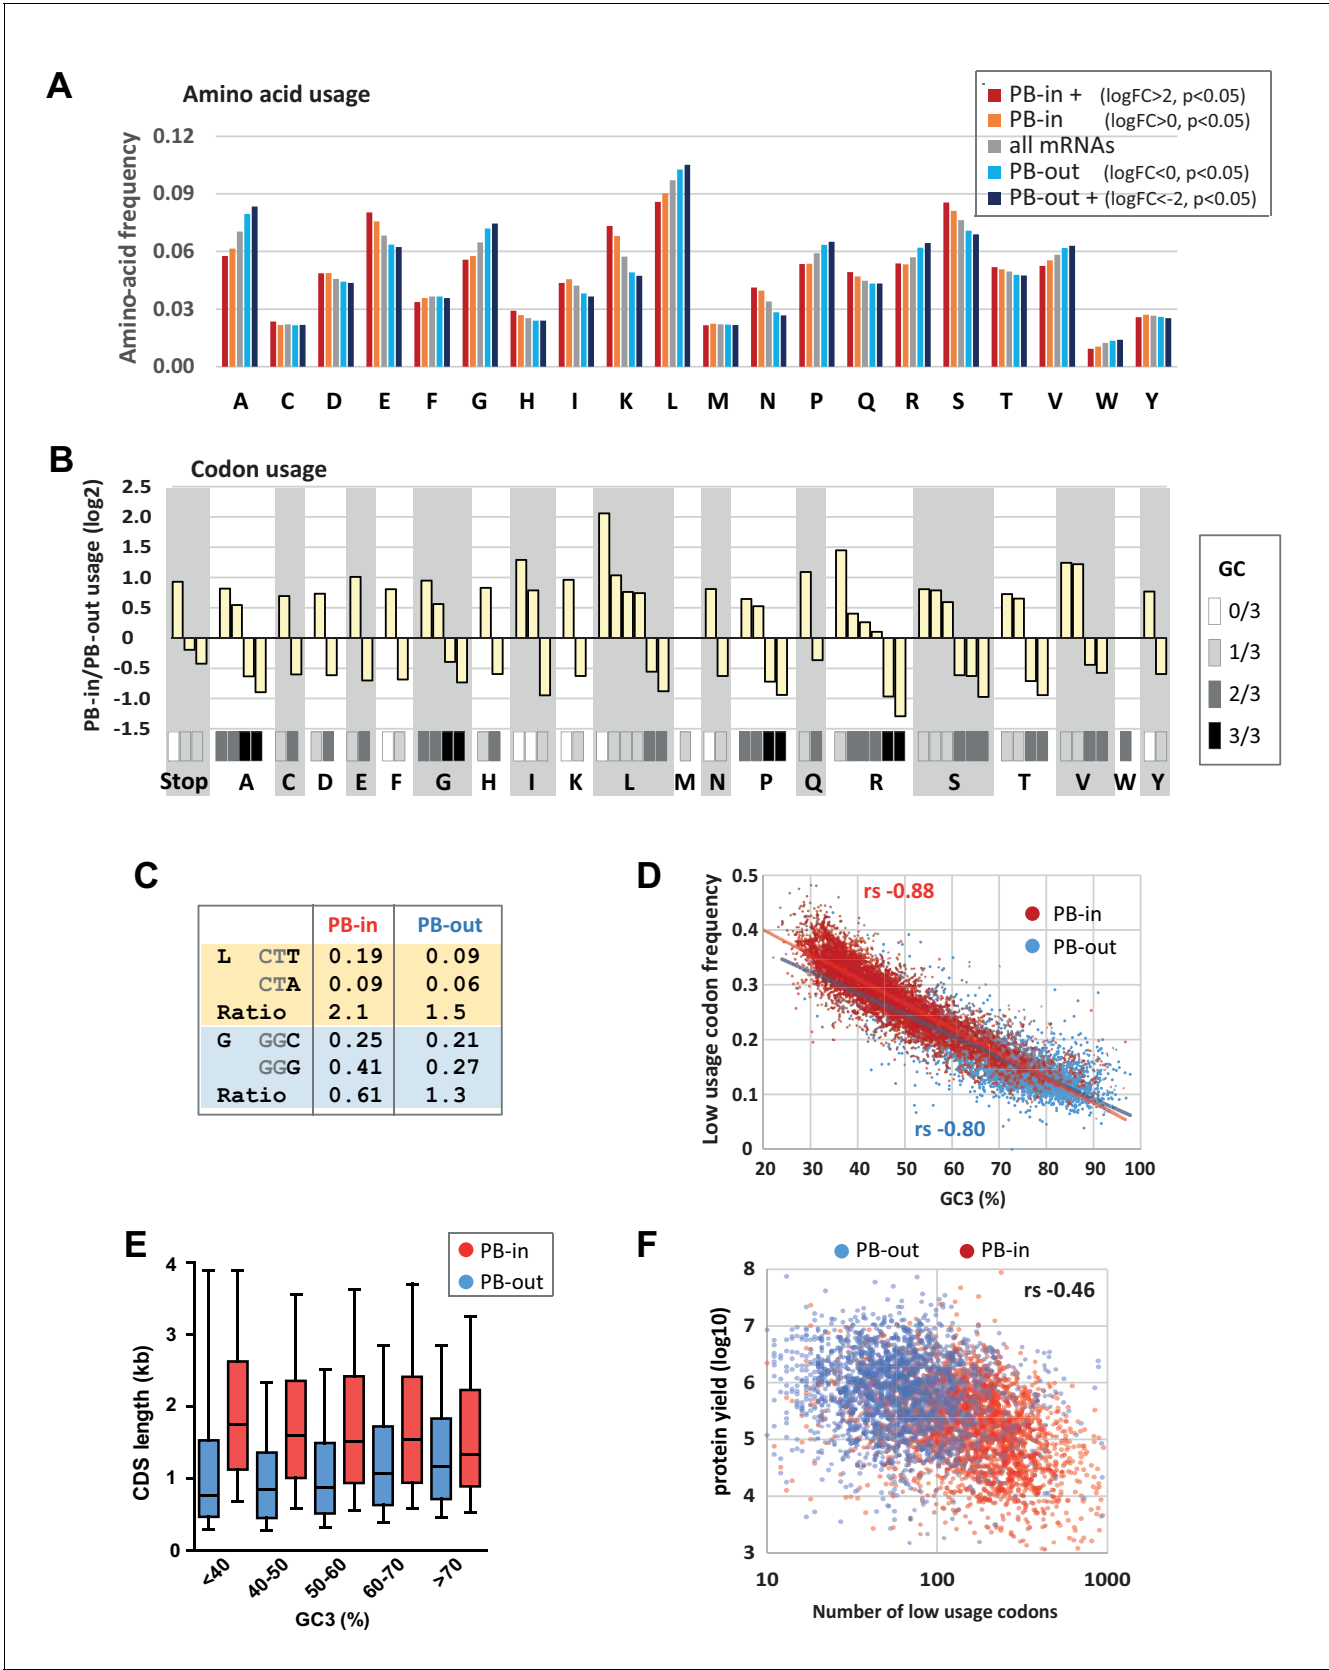 A
Amino acid usage
PB-in + (logFC>2, p<0.05)
PB-in (logFC>0, p<0.05)
all mRNAs
PB-out (logFC<0, p<0.05)
PB-out + (logFC<-2, p<0.05)
Amino-acid frequency
0.12
0.09
0.06
0.03
0.00
A C D E F G H I K L M N P Q R S T V W Y
B
Codon usage
PB-in/PB-out usage (log2)
2.5
2.0
1.5
1.0
0.5
0
-0.5
-1.0
-1.5
GC
0/3
1/3
2/3
3/3
Stop A C D E F G H I K L M N P Q R S T V W Y
C
PB-in PB-out
L CTT 0.19 0.09
CTA 0.09 0.06
Ratio 2.1 1.5
G GGC 0.25 0.21
GGG 0.41 0.27
Ratio 0.61 1.3
D
Low usage codon frequency
0.5
0.4
0.3
0.2
0.1
0
rs -0.88
PB-in
PB-out
rs -0.80
20 30 40 50 60 70 80 90 100
GC3 (%)
E
PB-in
PB-out
CDS length (kb)
4
3
2
1
0
<40 40-50 50-60 60-70 >70
GC3 (%)
F
PB-out PB-in
rs -0.46
protein yield (log10)
8
7
6
5
4
3
10 100 1000
Number of low usage codons